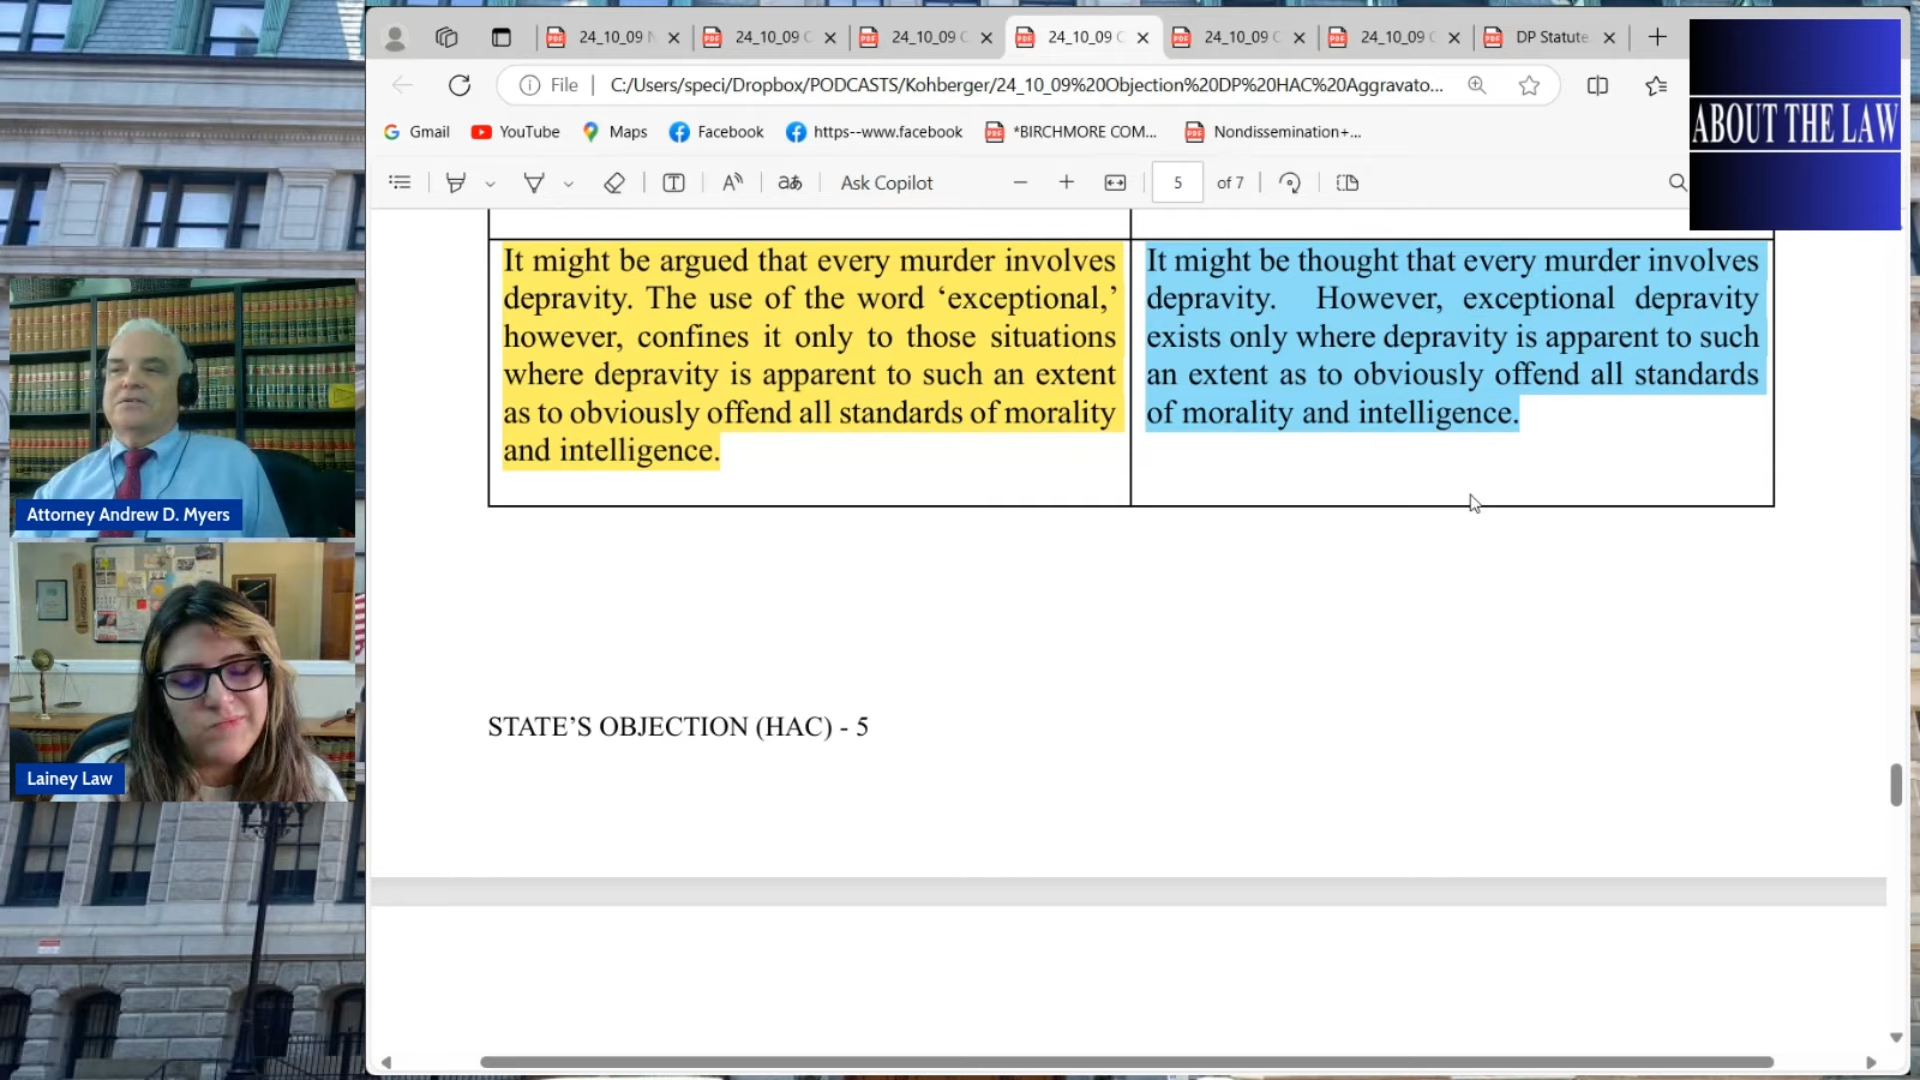 24_10_09 N
24_10_09 C
24_10_09 C
24_10_09 C
24_10_09 C
24_10_09 C
DP Statute
File
C:/Users/speci/Dropbox/PODCASTS/Kohberger/24_10_09%20Objection%20DP%20HAC%20Aggravato...
Gmail
YouTube
Maps
Facebook
https--www.facebook
*BIRCHMORE COM...
Nondissemination+...
Ask Copilot
5
of 7
ABOUT THE LAW
It might be argued that every murder involves
depravity. The use of the word ‘exceptional,’
however, confines it only to those situations
where depravity is apparent to such an extent
as to obviously offend all standards of morality
and intelligence.
It might be thought that every murder involves
depravity. However, exceptional depravity
exists only where depravity is apparent to such
an extent as to obviously offend all standards
of morality and intelligence.
STATE’S OBJECTION (HAC) - 5
Attorney Andrew D. Myers
Lainey Law